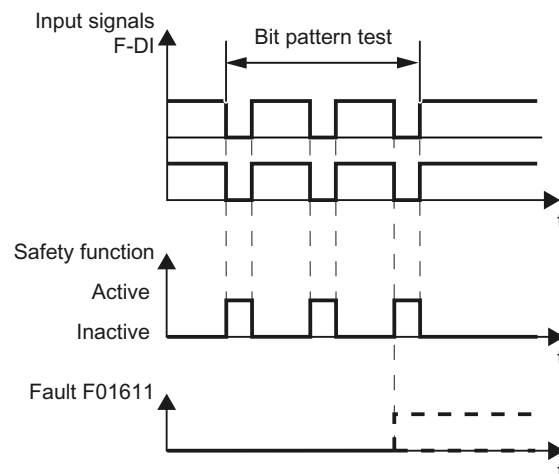 Input signals
F-DI
Bit pattern test
t
Safety function
Active
Inactive
t
Fault F01611
t